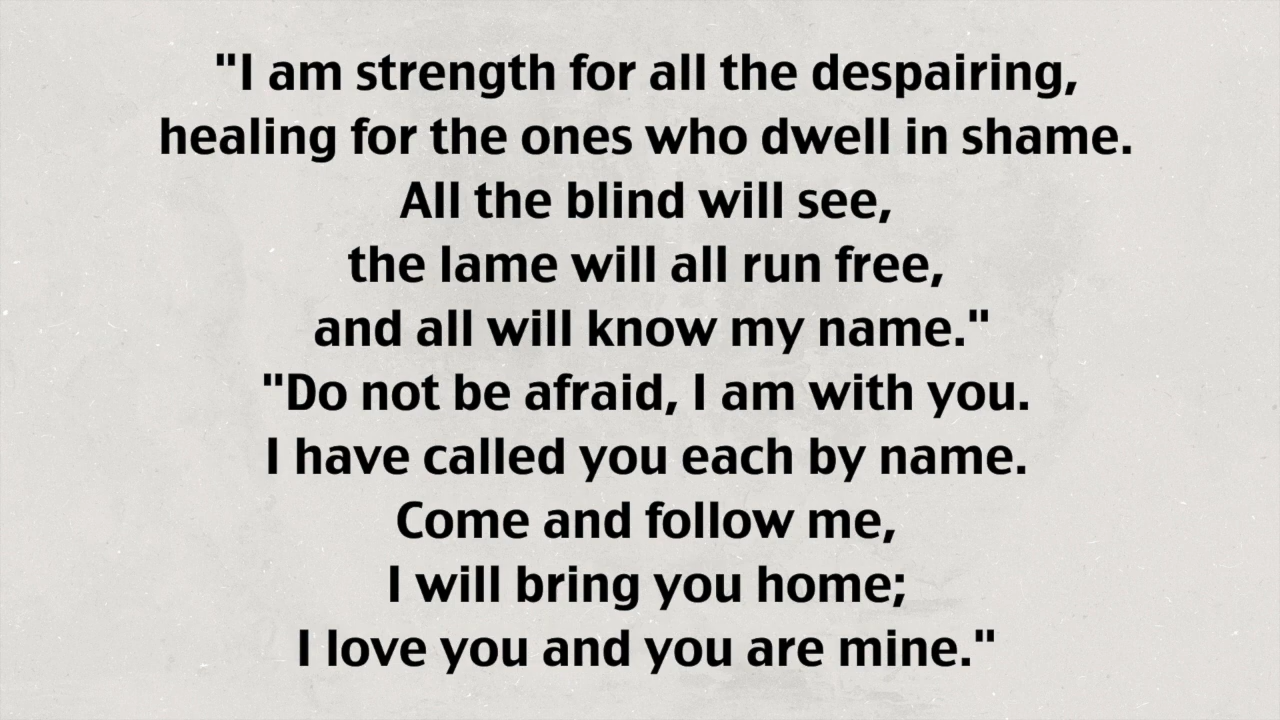 "I am strength for all the despairing,
healing for the ones who dwell in shame.
All the blind will see,
the lame will all run free,
and all will know my name."
"Do not be afraid, I am with you.
I have called you each by name.
Come and follow me,
I will bring you home;
I love you and you are mine."